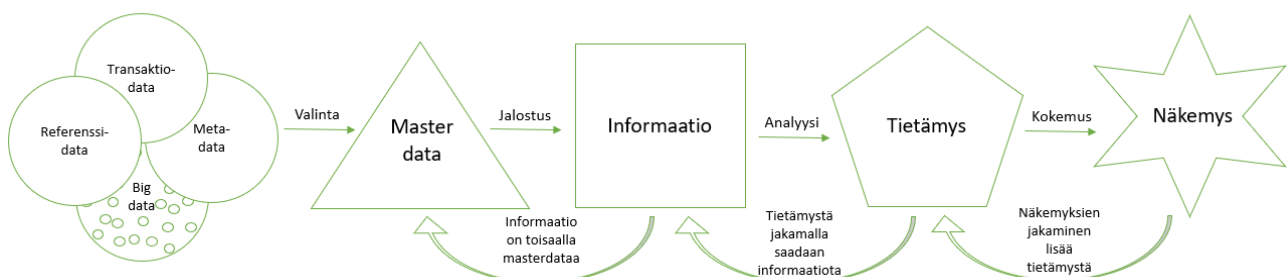 Transaktio-
data
Referenssi-
data
Meta-
data
Big
data
Valinta
Master
data
Jalostus
Informaatio
Analyysi
Tietämys
Kokemus
Näkemys
Informaatio
on toisaalla
masterdataa
Tietämystä
jakamalla
saadaan
informaatiota
Näkemyksien
jakaminen
lisää
tietämystä